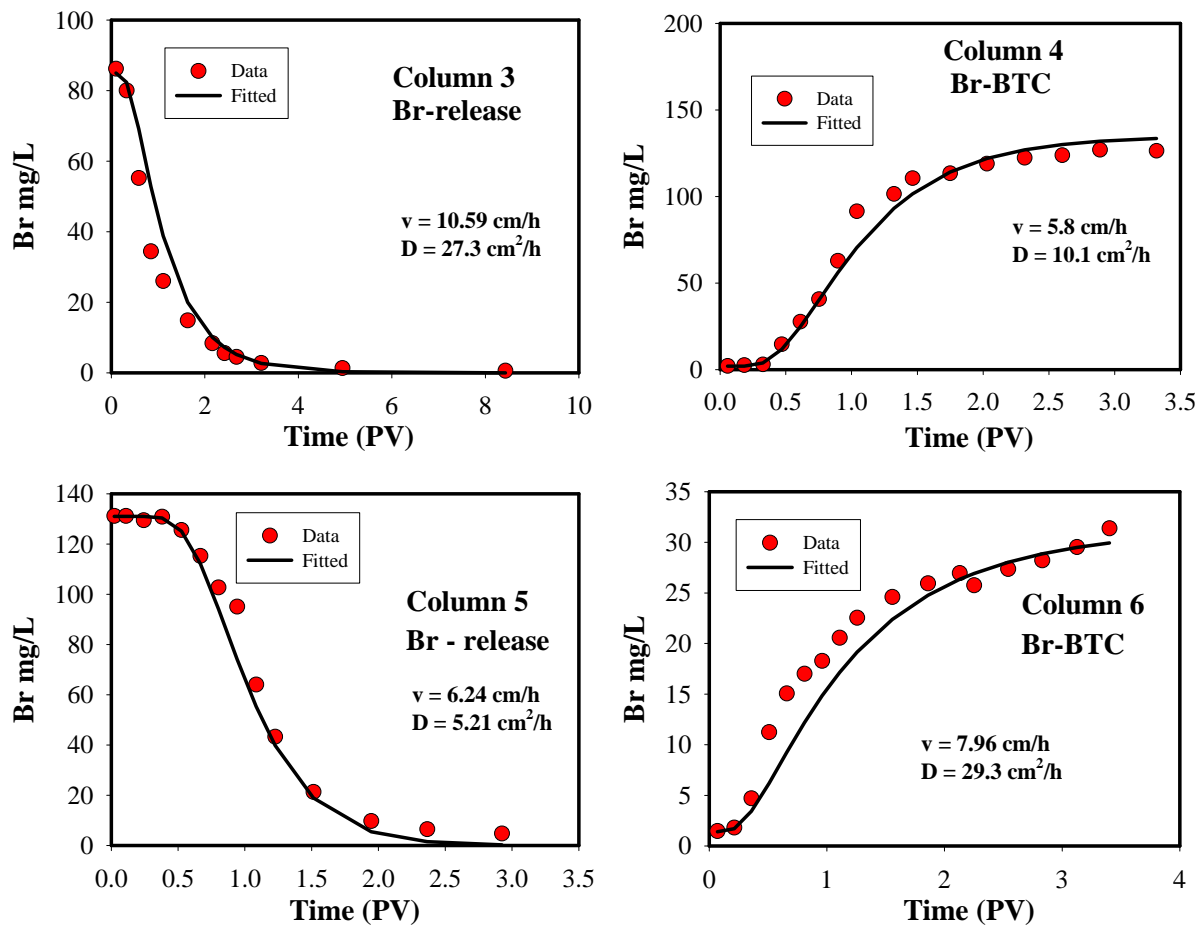 100
80
60
40
20
0
Br mg/L
Data
Fitted
Column 3
Br-release
v = 10.59 cm/h
D = 27.3 cm²/h
0 2 4 6 8 10
Time (PV)
200
150
100
50
0
Br mg/L
Data
Fitted
Column 4
Br-BTC
v = 5.8 cm/h
D = 10.1 cm²/h
0.0 0.5 1.0 1.5 2.0 2.5 3.0 3.5
Time (PV)
140
120
100
80
60
40
20
0
Br mg/L
Data
Fitted
Column 5
Br - release
v = 6.24 cm/h
D = 5.21 cm²/h
0.0 0.5 1.0 1.5 2.0 2.5 3.0 3.5
Time (PV)
35
30
25
20
15
10
5
0
Br mg/L
Data
Fitted
Column 6
Br-BTC
v = 7.96 cm/h
D = 29.3 cm²/h
0 1 2 3 4
Time (PV)